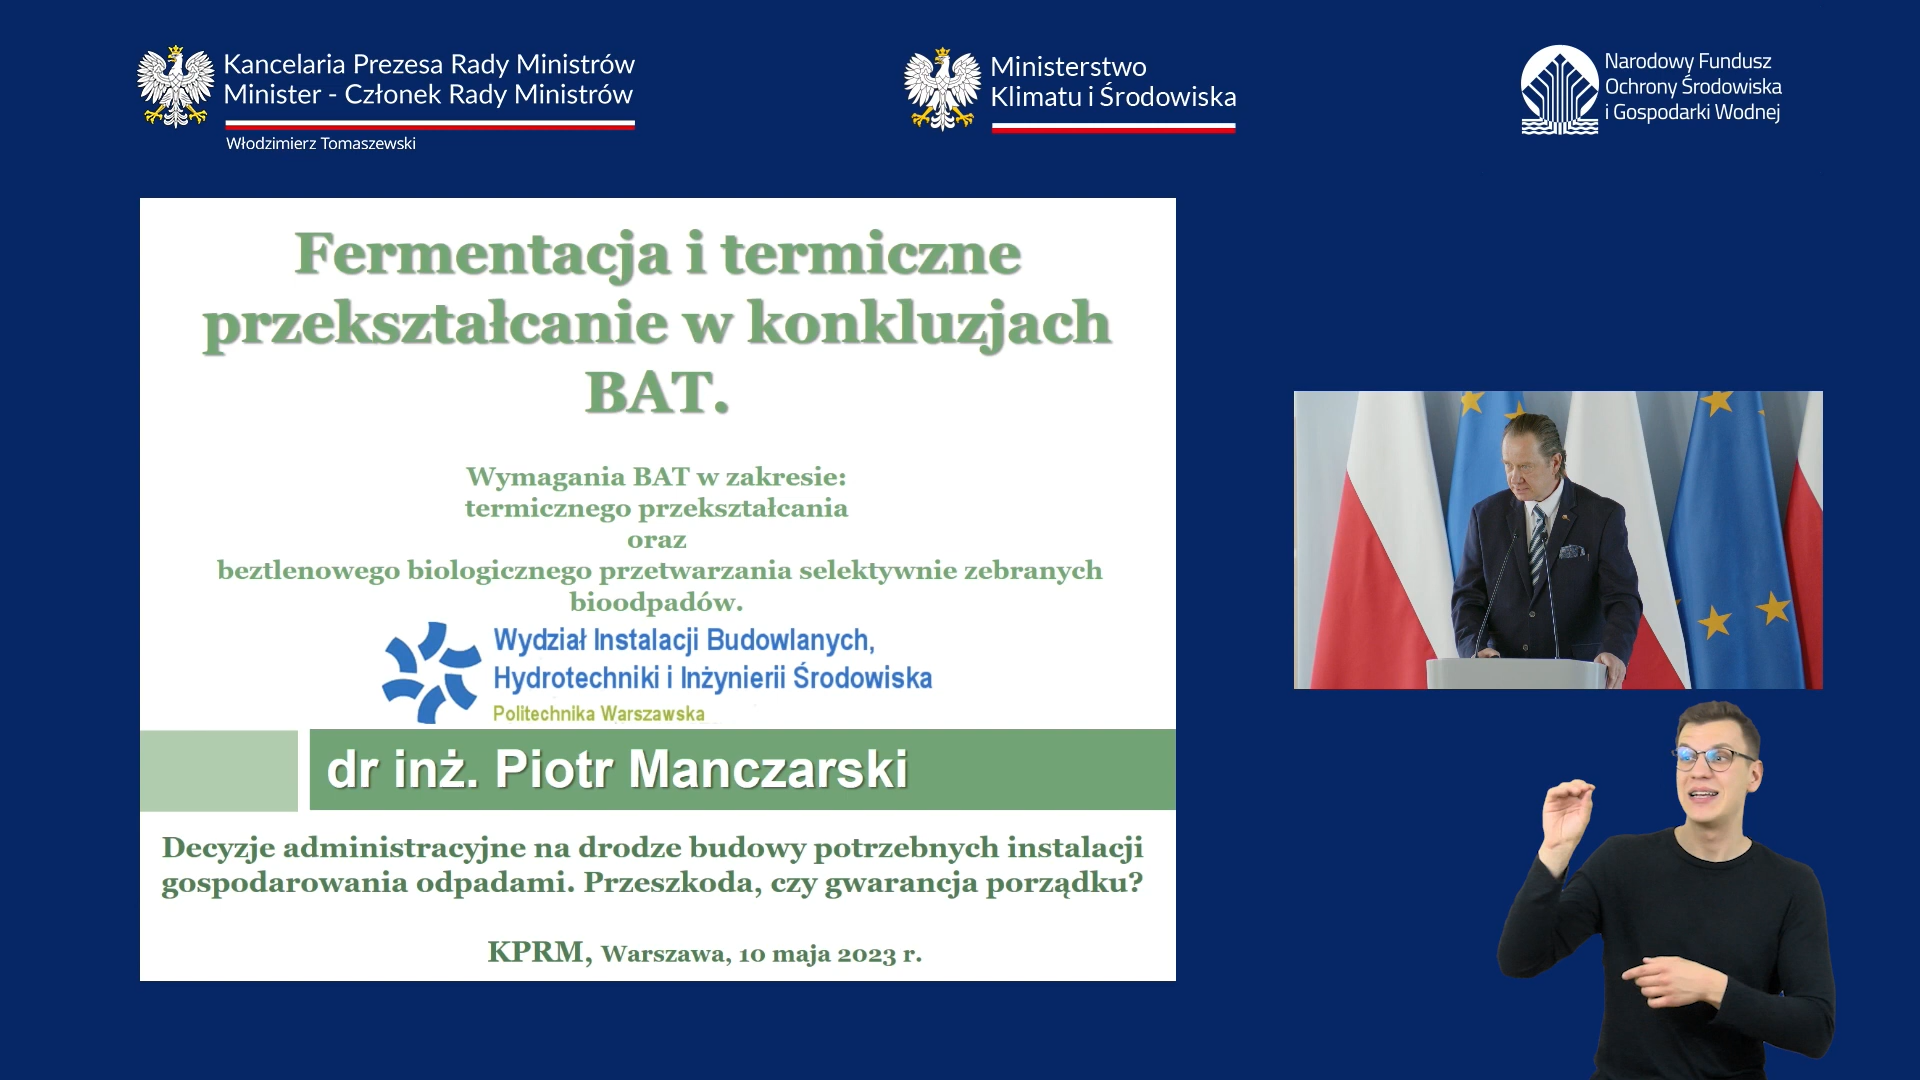 Kancelaria Prezesa Rady Ministrów
Minister - Członek Rady Ministrów
Włodzimierz Tomaszewski
Ministerstwo
Klimatu i Środowiska
Narodowy Fundusz
Ochrony Środowiska
i Gospodarki Wodnej
Fermentacja i termiczne
przekształcanie w konkluzjach
BAT.
Wymagania BAT w zakresie:
termicznego przekształcania
oraz
beztlenowego biologicznego przetwarzania selektywnie zebranych
bioodpadów.
Wydział Instalacji Budowlanych,
Hydrotechniki i Inżynierii Środowiska
Politechnika Warszawska
dr inż. Piotr Manczarski
Decyzje administracyjne na drodze budowy potrzebnych instalacji
gospodarowania odpadami. Przeszkoda, czy gwarancja porządku?
KPRM, Warszawa, 10 maja 2023 r.